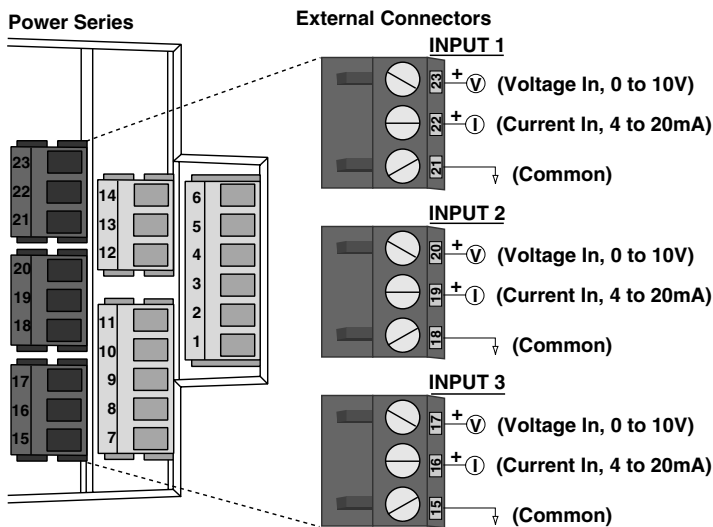 Power Series
External Connectors
INPUT 1
23 + V (Voltage In, 0 to 10V)
22 + I (Current In, 4 to 20mA)
21 (Common)
INPUT 2
20 + V (Voltage In, 0 to 10V)
19 + I (Current In, 4 to 20mA)
18 (Common)
INPUT 3
17 + V (Voltage In, 0 to 10V)
16 + I (Current In, 4 to 20mA)
15 (Common)
23
22
21
20
19
18
17
16
15
14
13
12
11
10
9
8
7
6
5
4
3
2
1